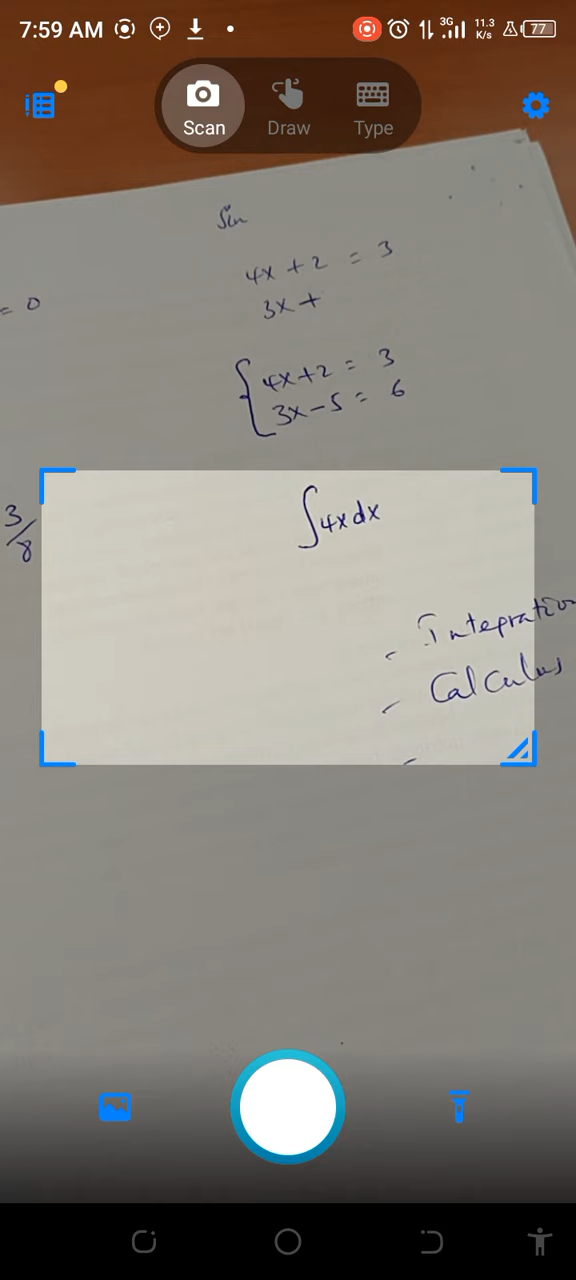 7:59 AM 3G 11.3 K/s 77
Scan Draw Type
Sin
4x + 2 = 3
= 0
3x +
4x + 2 = 3
3x - 5 = 6
3/8
∫4x dx
- Integration
- Calculus
-